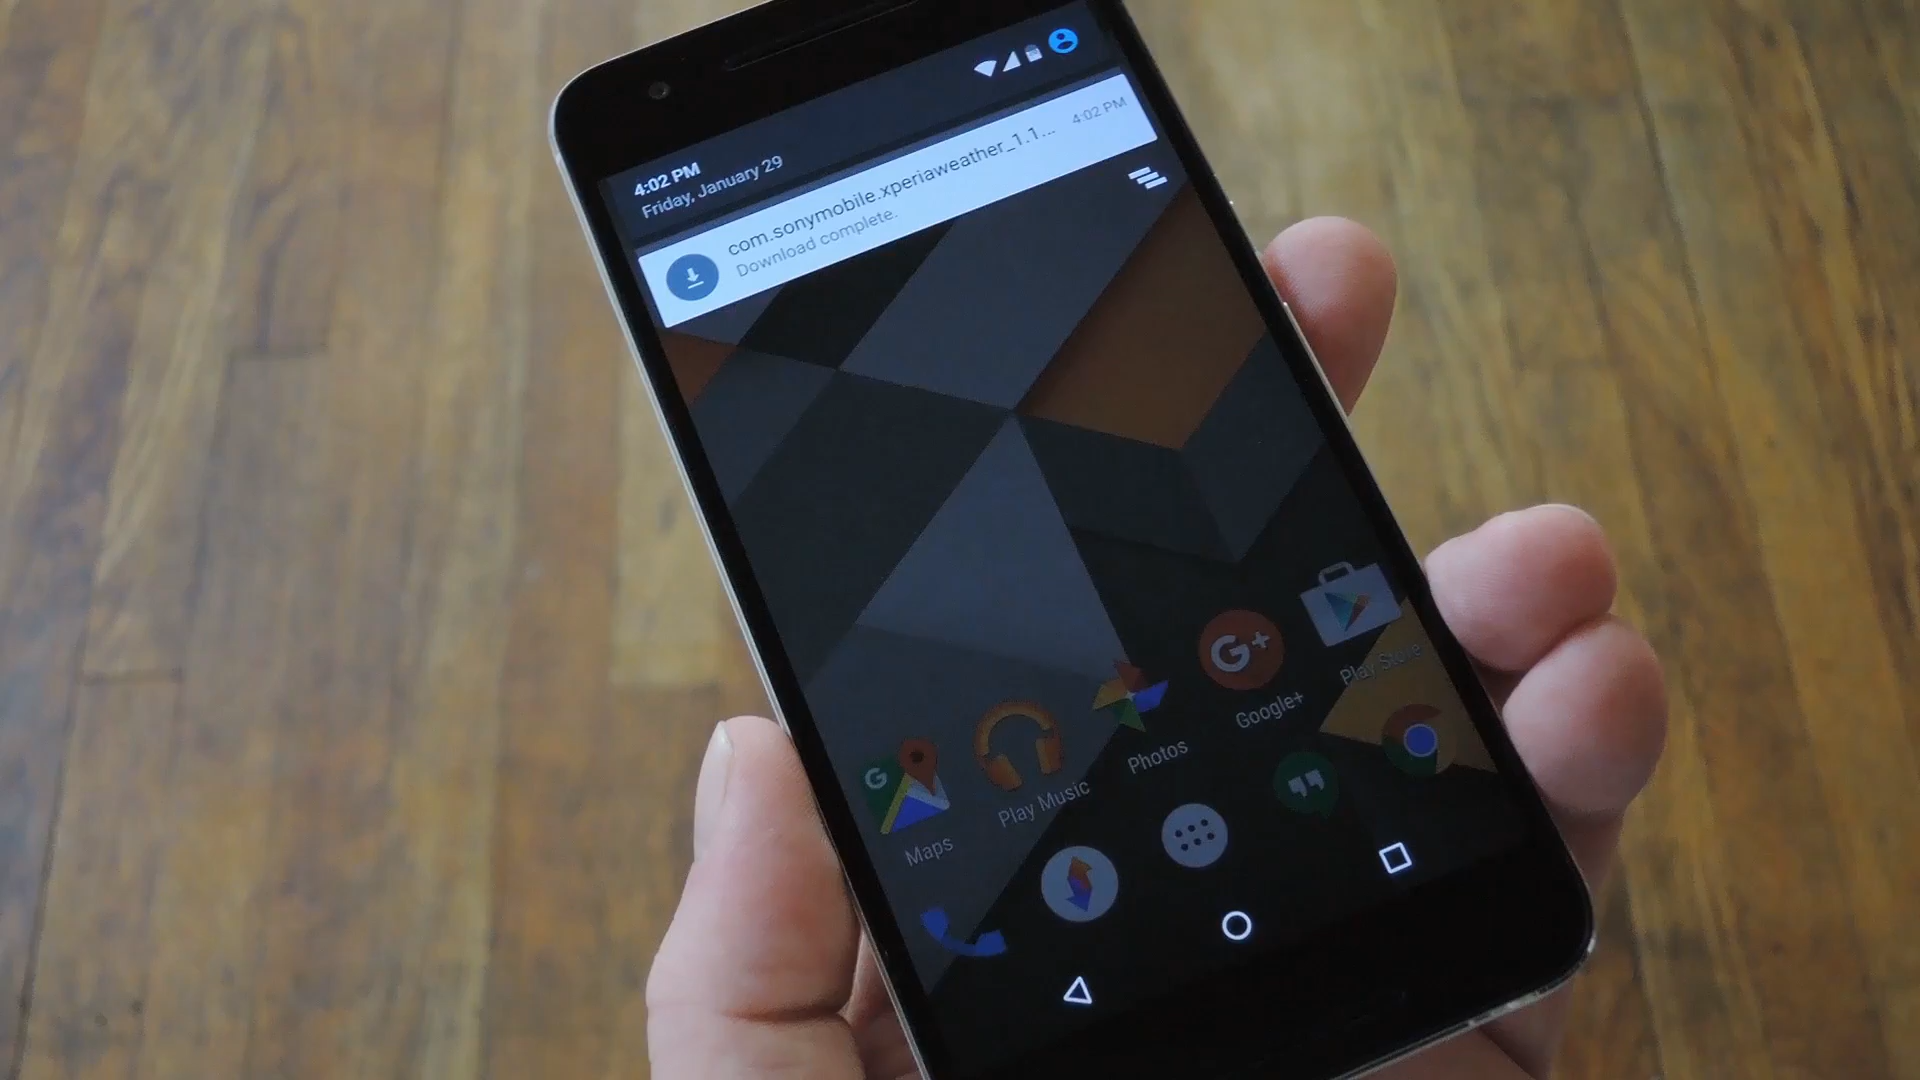 4:02 PM
Friday, January 29
com.sonymobile.xperiaweather_1.1... 4:02 PM
Download complete.
G+
Play Store
Google+
Photos
G
Play Music
Maps